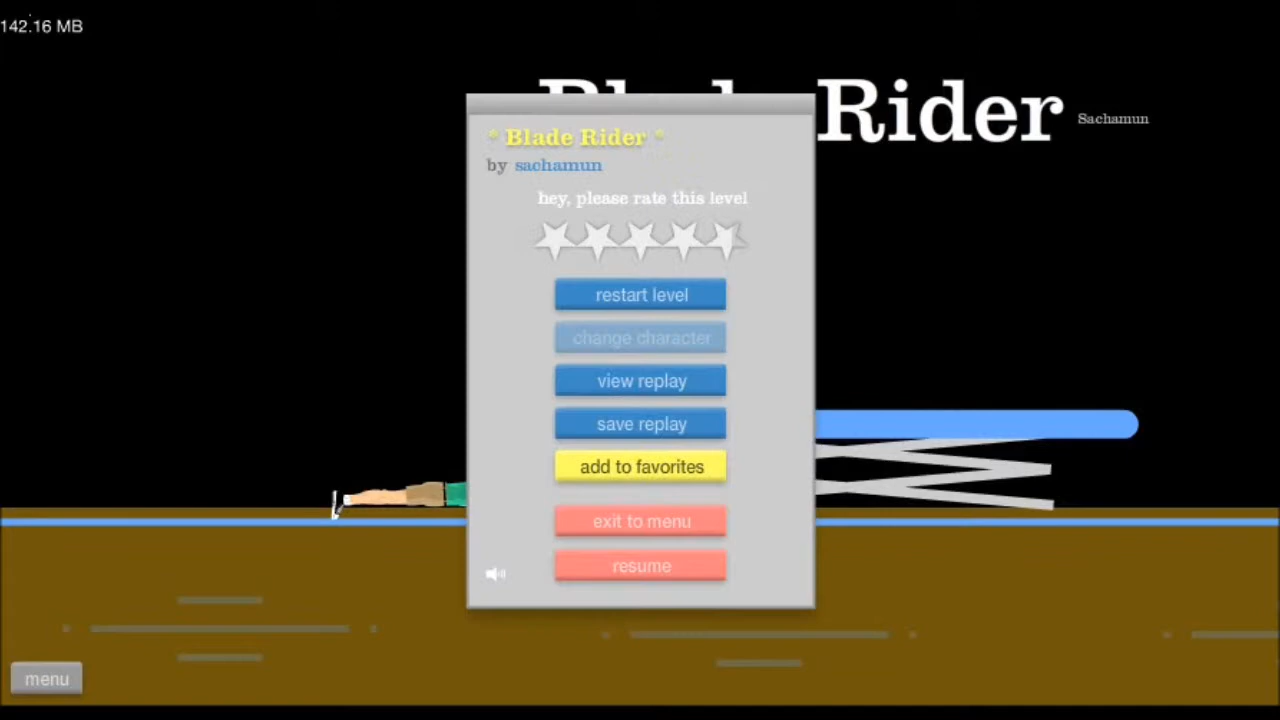 142.16 MB
Rider
Sachamun
* Blade Rider *
by sachamun
hey, please rate this level
restart level
change character
view replay
save replay
add to favorites
exit to menu
resume
menu